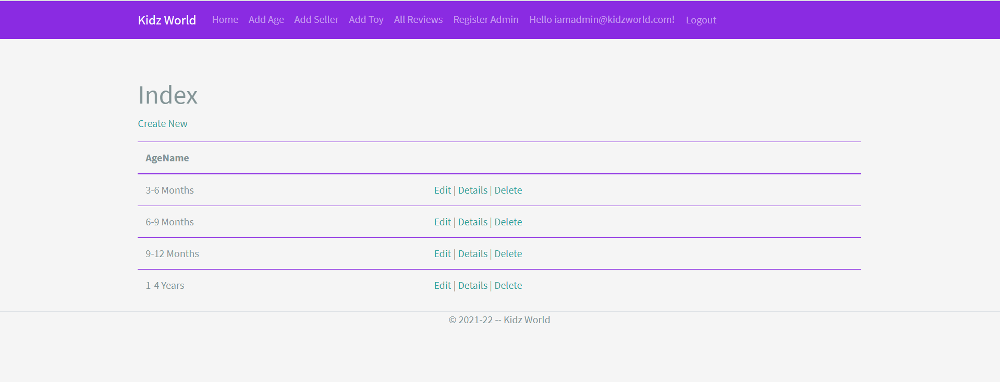 Kidz World Home Add Age Add Seller Add Toy All Reviews Register Admin Hello iamadmin@kidzworld.com! Logout
Index
Create New
AgeName
3-6 Months Edit | Details | Delete
6-9 Months Edit | Details | Delete
9-12 Months Edit | Details | Delete
1-4 Years Edit | Details | Delete
© 2021-22 -- Kidz World